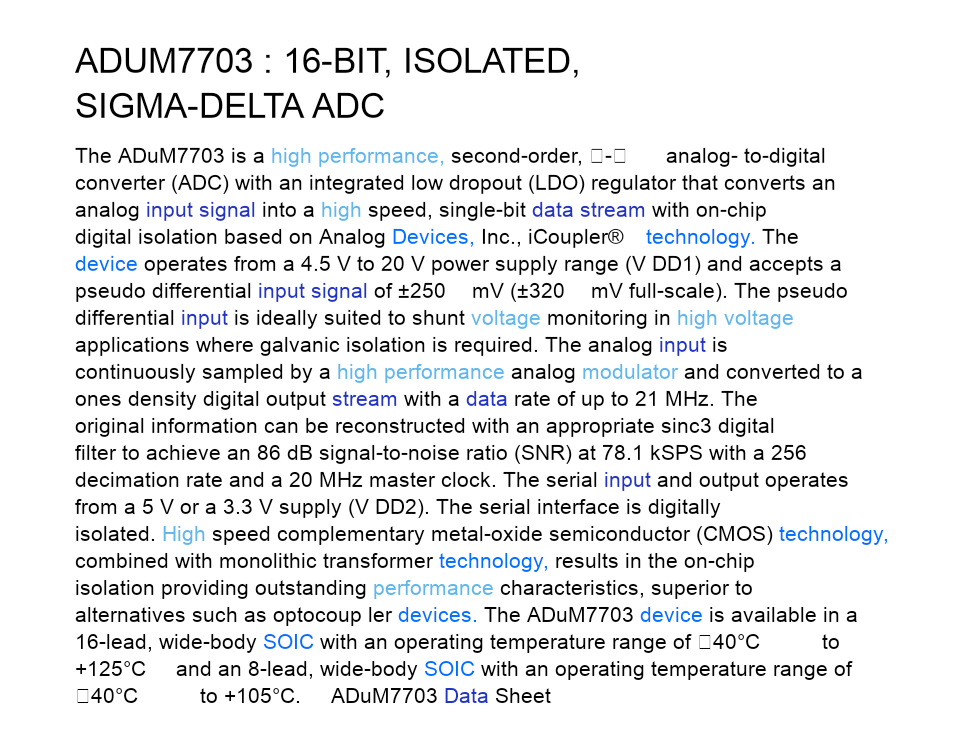 ADUM7703 : 16-BIT, ISOLATED,
SIGMA-DELTA ADC
The ADuM7703 is a high performance, second-order, □-□ analog- to-digital
converter (ADC) with an integrated low dropout (LDO) regulator that converts an
analog input signal into a high speed, single-bit data stream with on-chip
digital isolation based on Analog Devices, Inc., iCoupler® technology. The
device operates from a 4.5 V to 20 V power supply range (V DD1) and accepts a
pseudo differential input signal of ±250 mV (±320 mV full-scale). The pseudo
differential input is ideally suited to shunt voltage monitoring in high voltage
applications where galvanic isolation is required. The analog input is
continuously sampled by a high performance analog modulator and converted to a
ones density digital output stream with a data rate of up to 21 MHz. The
original information can be reconstructed with an appropriate sinc3 digital
filter to achieve an 86 dB signal-to-noise ratio (SNR) at 78.1 kSPS with a 256
decimation rate and a 20 MHz master clock. The serial input and output operates
from a 5 V or a 3.3 V supply (V DD2). The serial interface is digitally
isolated. High speed complementary metal-oxide semiconductor (CMOS) technology,
combined with monolithic transformer technology, results in the on-chip
isolation providing outstanding performance characteristics, superior to
alternatives such as optocoup ler devices. The ADuM7703 device is available in a
16-lead, wide-body SOIC with an operating temperature range of □40°C to
+125°C and an 8-lead, wide-body SOIC with an operating temperature range of
□40°C to +105°C. ADuM7703 Data Sheet